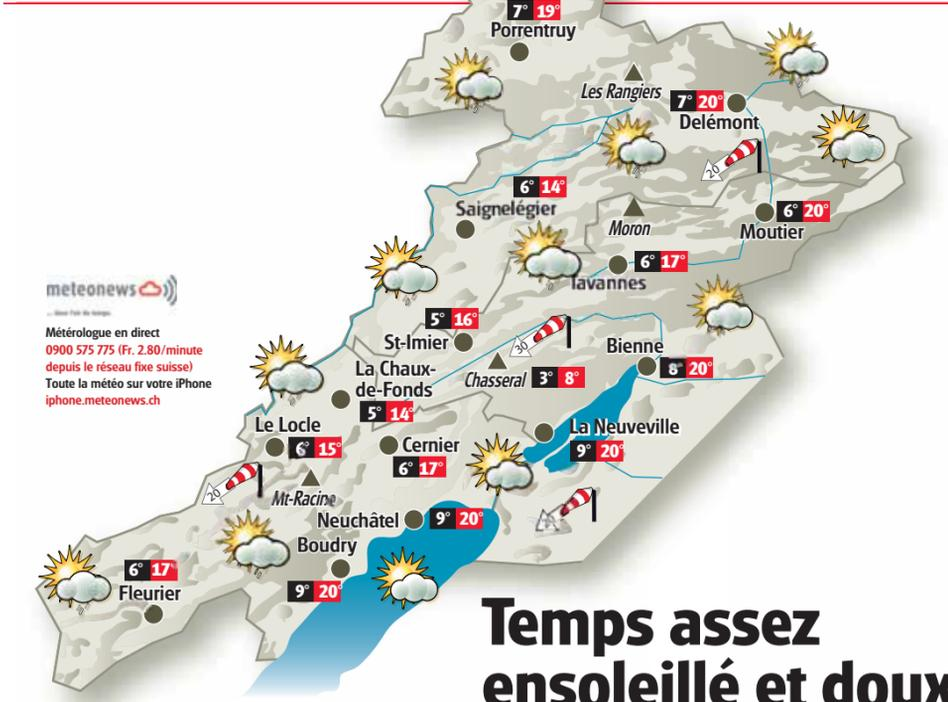 7° 19°
Porrentruy
Les Rangiers
7° 20°
Delémont
20
6° 14°
Saignelégier
Moron
6° 20°
Moutier
6° 17°
Tavannes
meteonews
Météorologue en direct
0900 575 775 (Fr. 2.80/minute
depuis le réseau fixe suisse)
Toute la météo sur votre iPhone
iphone.meteonews.ch
5° 16°
St-Imier
30
Chasseral 3° 8°
Bienne
8° 20°
La Chaux-
de-Fonds
5° 14°
Le Locle
6° 15°
Cernier
6° 17°
La Neuveville
9° 20°
20
Mt-Racine
Neuchâtel 9° 20°
Boudry
9° 20°
6° 17°
Fleurier
Temps assez
ensoleillé et doux